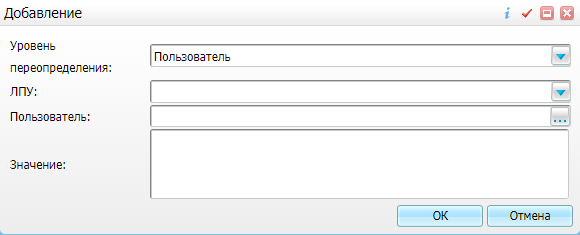 Добавление
Уровень
переопределения:
Пользователь
ЛПУ:
Пользователь:
...
Значение:
ОК
Отмена